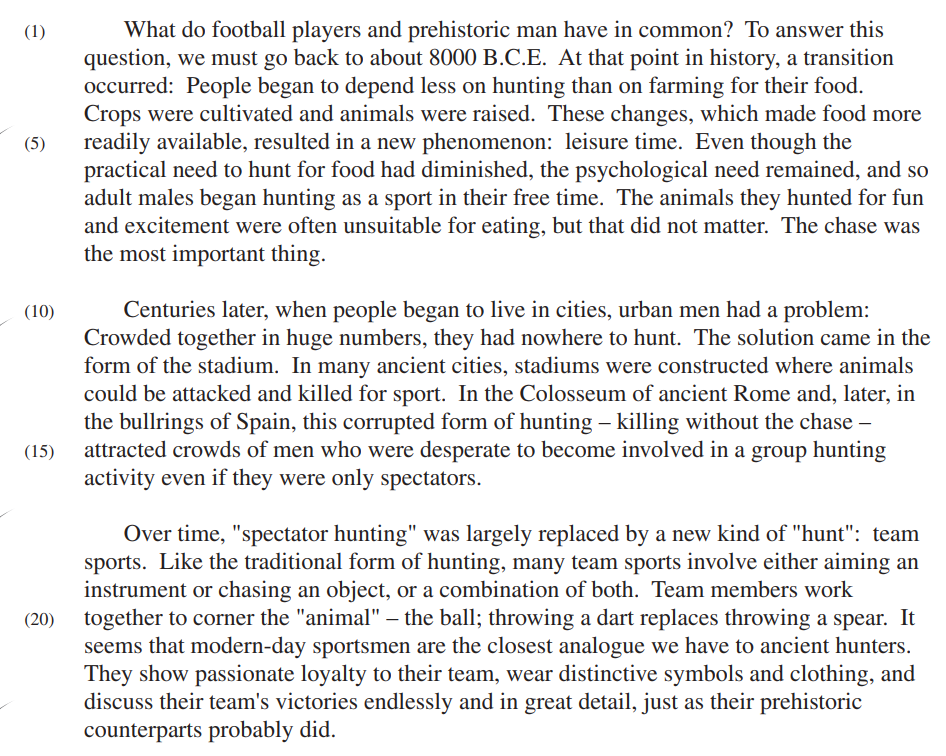 (1) What do football players and prehistoric man have in common? To answer this
question, we must go back to about 8000 B.C.E. At that point in history, a transition
occurred: People began to depend less on hunting than on farming for their food.
Crops were cultivated and animals were raised. These changes, which made food more
(5) readily available, resulted in a new phenomenon: leisure time. Even though the
practical need to hunt for food had diminished, the psychological need remained, and so
adult males began hunting as a sport in their free time. The animals they hunted for fun
and excitement were often unsuitable for eating, but that did not matter. The chase was
the most important thing.
(10) Centuries later, when people began to live in cities, urban men had a problem:
Crowded together in huge numbers, they had nowhere to hunt. The solution came in the
form of the stadium. In many ancient cities, stadiums were constructed where animals
could be attacked and killed for sport. In the Colosseum of ancient Rome and, later, in
the bullrings of Spain, this corrupted form of hunting – killing without the chase –
(15) attracted crowds of men who were desperate to become involved in a group hunting
activity even if they were only spectators.
Over time, "spectator hunting" was largely replaced by a new kind of "hunt": team
sports. Like the traditional form of hunting, many team sports involve either aiming an
instrument or chasing an object, or a combination of both. Team members work
(20) together to corner the "animal" – the ball; throwing a dart replaces throwing a spear. It
seems that modern-day sportsmen are the closest analogue we have to ancient hunters.
They show passionate loyalty to their team, wear distinctive symbols and clothing, and
discuss their team's victories endlessly and in great detail, just as their prehistoric
counterparts probably did.